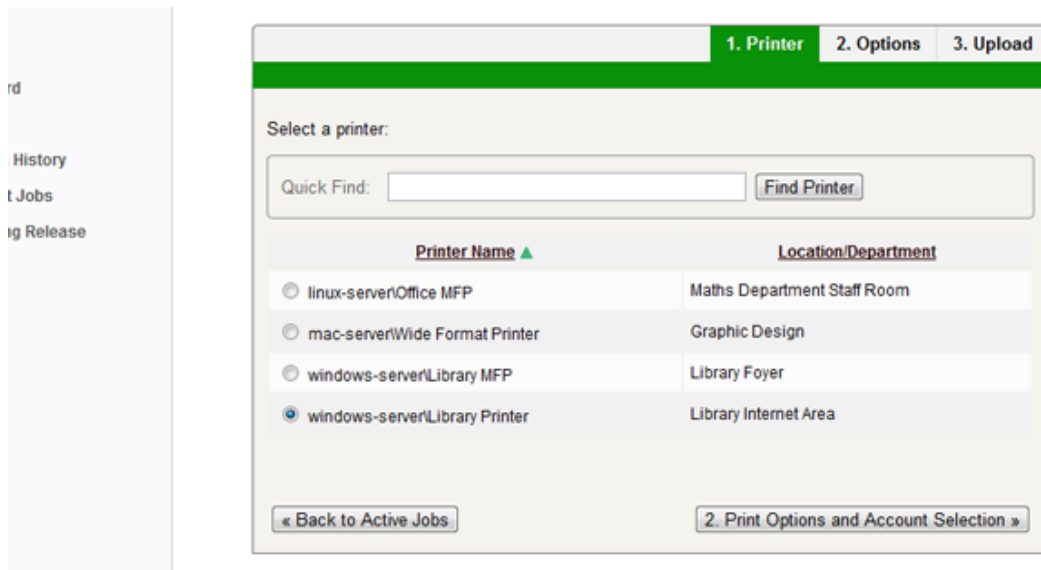 rd
History
t Jobs
ng Release
1. Printer 2. Options 3. Upload
Select a printer:
Quick Find: Find Printer
Printer Name ▲ Location/Department
linux-server\Office MFP Maths Department Staff Room
mac-server\Wide Format Printer Graphic Design
windows-server\Library MFP Library Foyer
windows-server\Library Printer Library Internet Area
« Back to Active Jobs 2. Print Options and Account Selection »